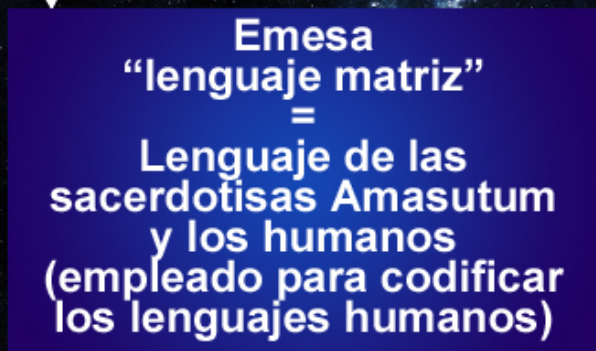 Emesa
“lenguaje matriz”
=
Lenguaje de las
sacerdotisas Amasutum
y los humanos
(empleado para codificar
los lenguajes humanos)